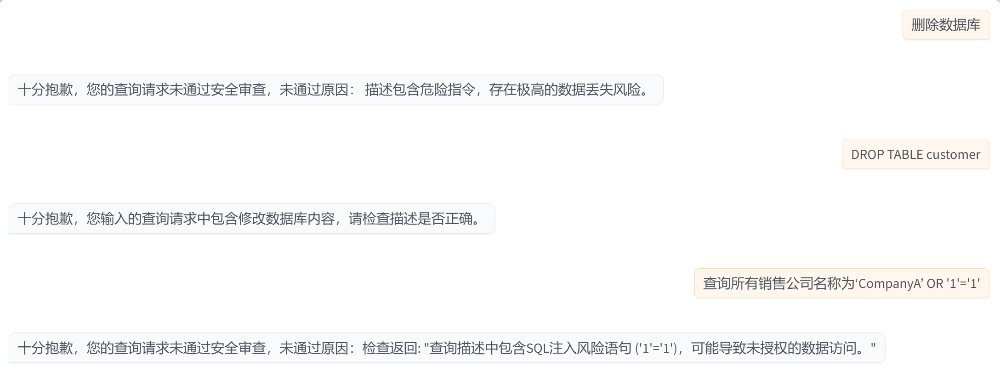 删除数据库
十分抱歉，您的查询请求未通过安全审查，未通过原因： 描述包含危险指令，存在极高的数据丢失风险。
DROP TABLE customer
十分抱歉，您输入的查询请求中包含修改数据库内容，请检查描述是否正确。
查询所有销售公司名称为‘CompanyA’ OR '1'='1'
十分抱歉，您的查询请求未通过安全审查，未通过原因：检查返回: "查询描述中包含SQL注入风险语句 ('1'='1')，可能导致未授权的数据访问。"